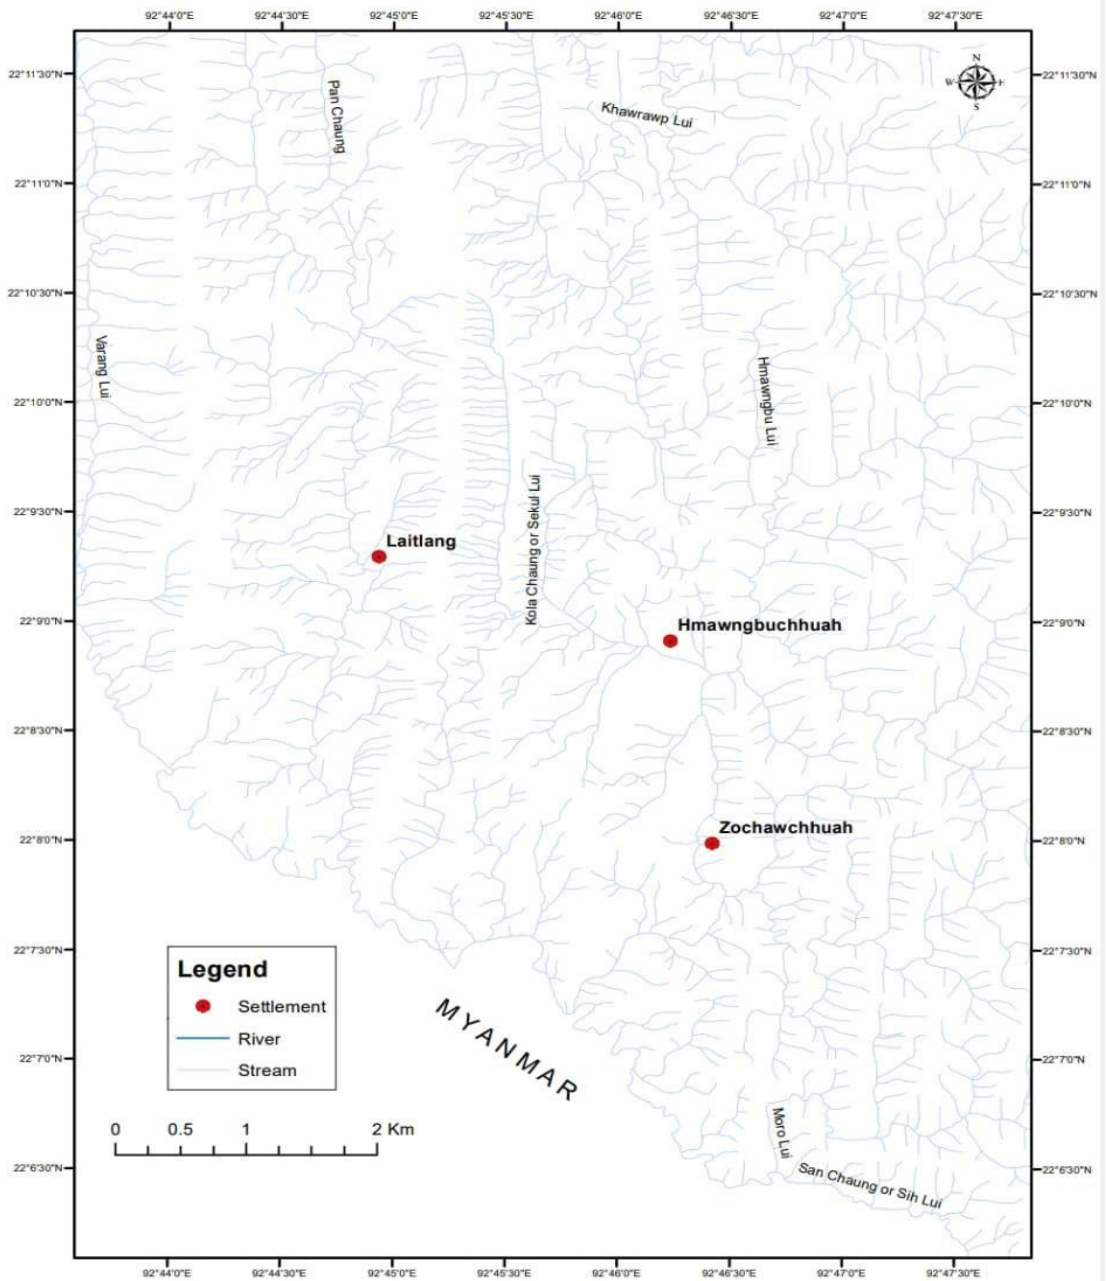 92°44'0"E 92°44'30"E 92°45'0"E 92°45'30"E 92°46'0"E 92°46'30"E 92°47'0"E 92°47'30"E
N
W E
S
22°11'30"N 22°11'30"N
Pan Chaung
Khawrawp Lui
22°11'0"N 22°11'0"N
22°10'30"N 22°10'30"N
Varang Lui
Hmawngbu Lui
22°10'0"N 22°10'0"N
22°9'30"N 22°9'30"N
Kola Chaung or Sekul Lui
Laitlang
22°9'0"N 22°9'0"N
Hmawngbuchhuah
22°8'30"N 22°8'30"N
Zochawchhuah
22°8'0"N 22°8'0"N
22°7'30"N 22°7'30"N
Legend
Settlement
River
Stream
MYANMAR
22°7'0"N 22°7'0"N
0 0.5 1 2 Km
Moro Lui
22°6'30"N 22°6'30"N
San Chaung or Sih Lui
92°44'0"E 92°44'30"E 92°45'0"E 92°45'30"E 92°46'0"E 92°46'30"E 92°47'0"E 92°47'30"E